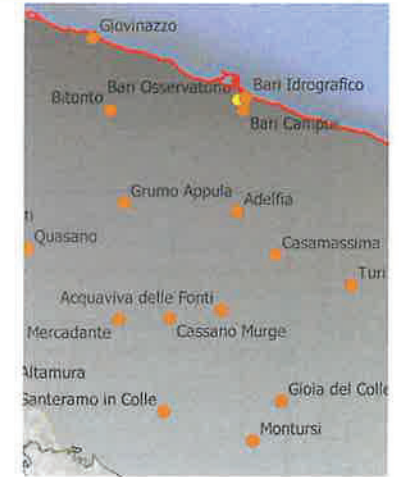 Giovinazzo
Bari Osservatorio
Bari Idrografico
Bitonto
Bari Campus
Grumo Appula
Adelfia
Quasano
Casamassima
Turi
Acquaviva delle Fonti
Mercadante
Cassano Murge
Altamura
Gioia del Colle
Santeramo in Colle
Montursi